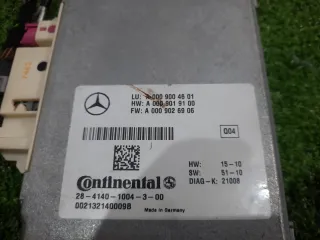 LU: A 000 900 46 01
HW: A 000 901 91 00
FW: A 000 902 69 06
Q04
HW: 15-10
SW: 51-10
DIAG-K: 21008
Continental
28-4140-1004-3-00
0021321400098
Made in Germany